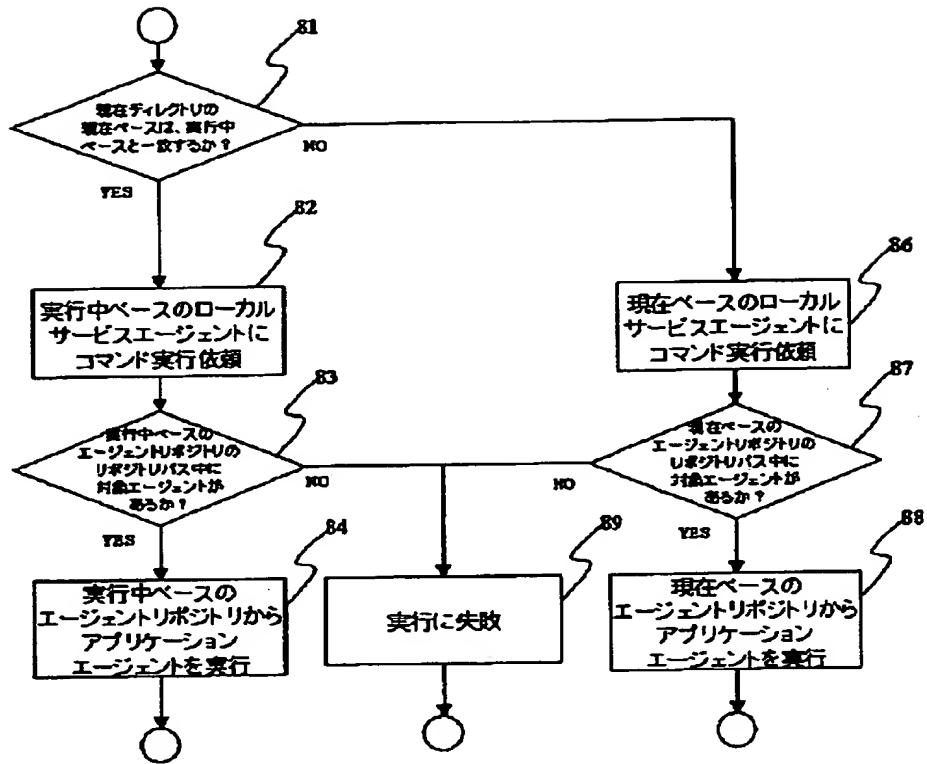 81
現在ディレクトリの
現在ベースは、実行中
ベースと一致するか？
NO
YES
82
実行中ベースのローカル
サービスエージェントに
コマンド実行依頼
86
現在ベースのローカル
サービスエージェントに
コマンド実行依頼
83
実行中ベースの
エージェントリポジトリの
リポジトリパス中に
対象エージェントが
あるか？
NO
YES
87
現在ベースの
エージェントリポジトリの
リポジトリパス中に
対象エージェントが
あるか？
NO
YES
84
実行中ベースの
エージェントリポジトリから
アプリケーション
エージェントを実行
89
実行に失敗
88
現在ベースの
エージェントリポジトリから
アプリケーション
エージェントを実行